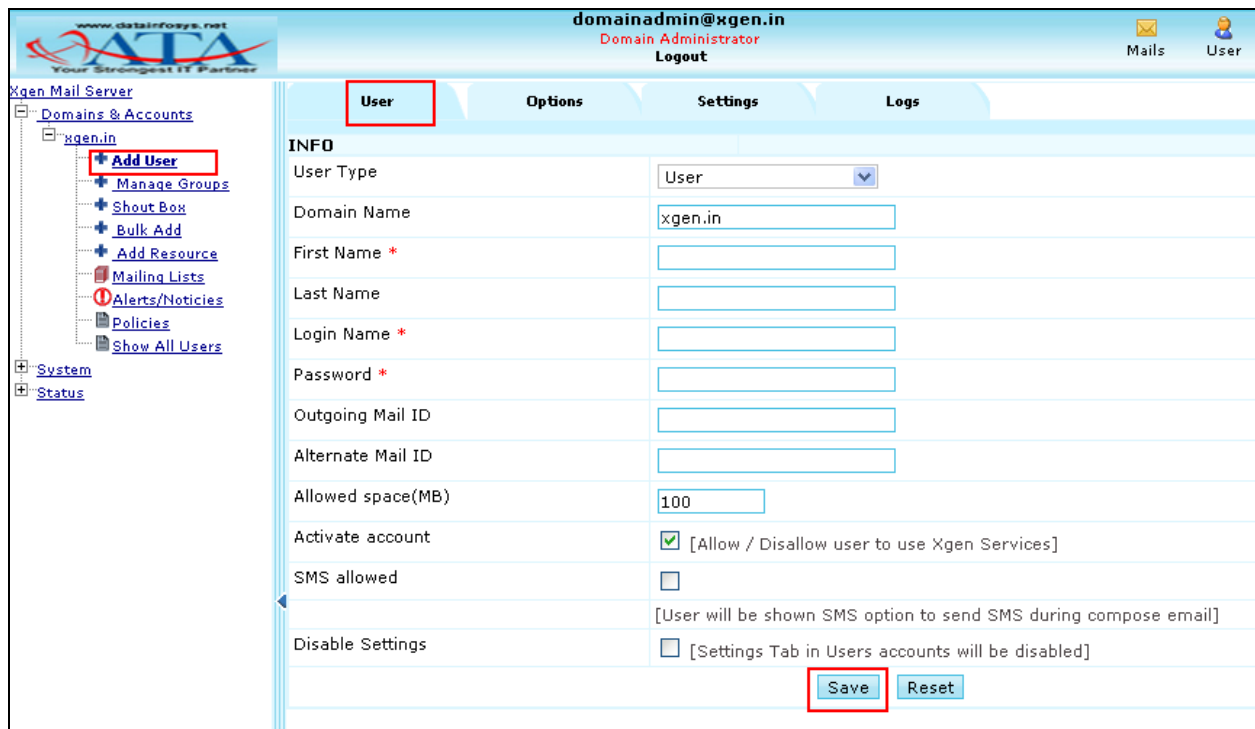 www.datainfosys.net
DATA
Your Strongest IT Partner
domainadmin@xgen.in
Domain Administrator
Logout
Mails
User
Xgen Mail Server
Domains & Accounts
xgen.in
Add User
Manage Groups
Shout Box
Bulk Add
Add Resource
Mailing Lists
Alerts/Noticies
Policies
Show All Users
System
Status
User Options Settings Logs
INFO
User Type User
Domain Name xgen.in
First Name *
Last Name
Login Name *
Password *
Outgoing Mail ID
Alternate Mail ID
Allowed space(MB) 100
Activate account [Allow / Disallow user to use Xgen Services]
SMS allowed
[User will be shown SMS option to send SMS during compose email]
Disable Settings [Settings Tab in Users accounts will be disabled]
Save Reset